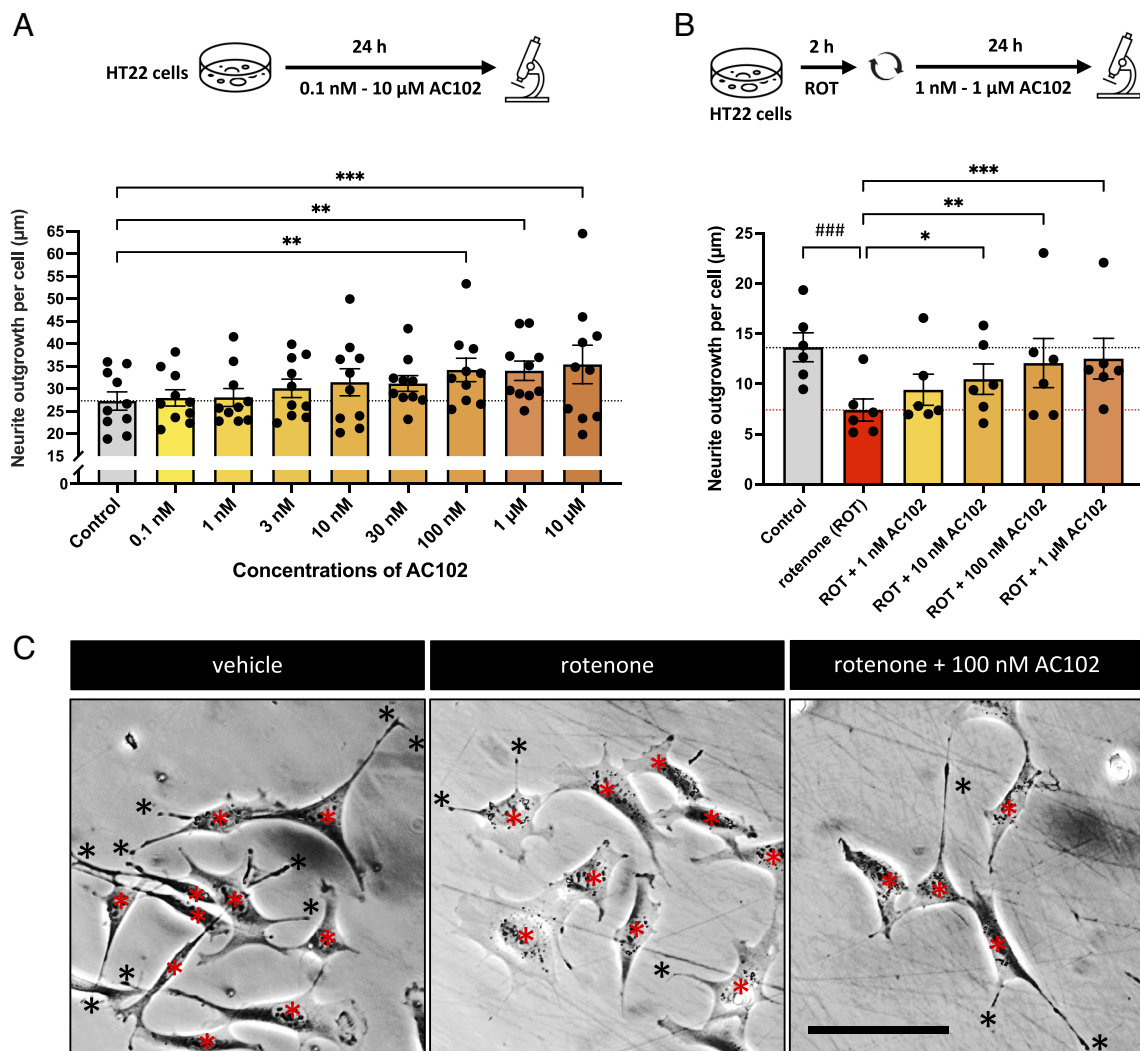 A
24 h
HT22 cells
0.1 nM - 10 µM AC102
***
**
**
Neurite outgrowth per cell (µm)
65
60
55
50
45
40
35
30
25
20
15
0
Control
0.1 nM
1 nM
3 nM
10 nM
30 nM
100 nM
1 µM
10 µM
Concentrations of AC102
B
2 h
24 h
ROT
1 nM - 1 µM AC102
HT22 cells
***
**
###
*
Neurite outgrowth per cell (µm)
25
20
15
10
5
0
Control
rotenone (ROT)
ROT + 1 nM AC102
ROT + 10 nM AC102
ROT + 100 nM AC102
ROT + 1 µM AC102
C
vehicle
rotenone
rotenone + 100 nM AC102